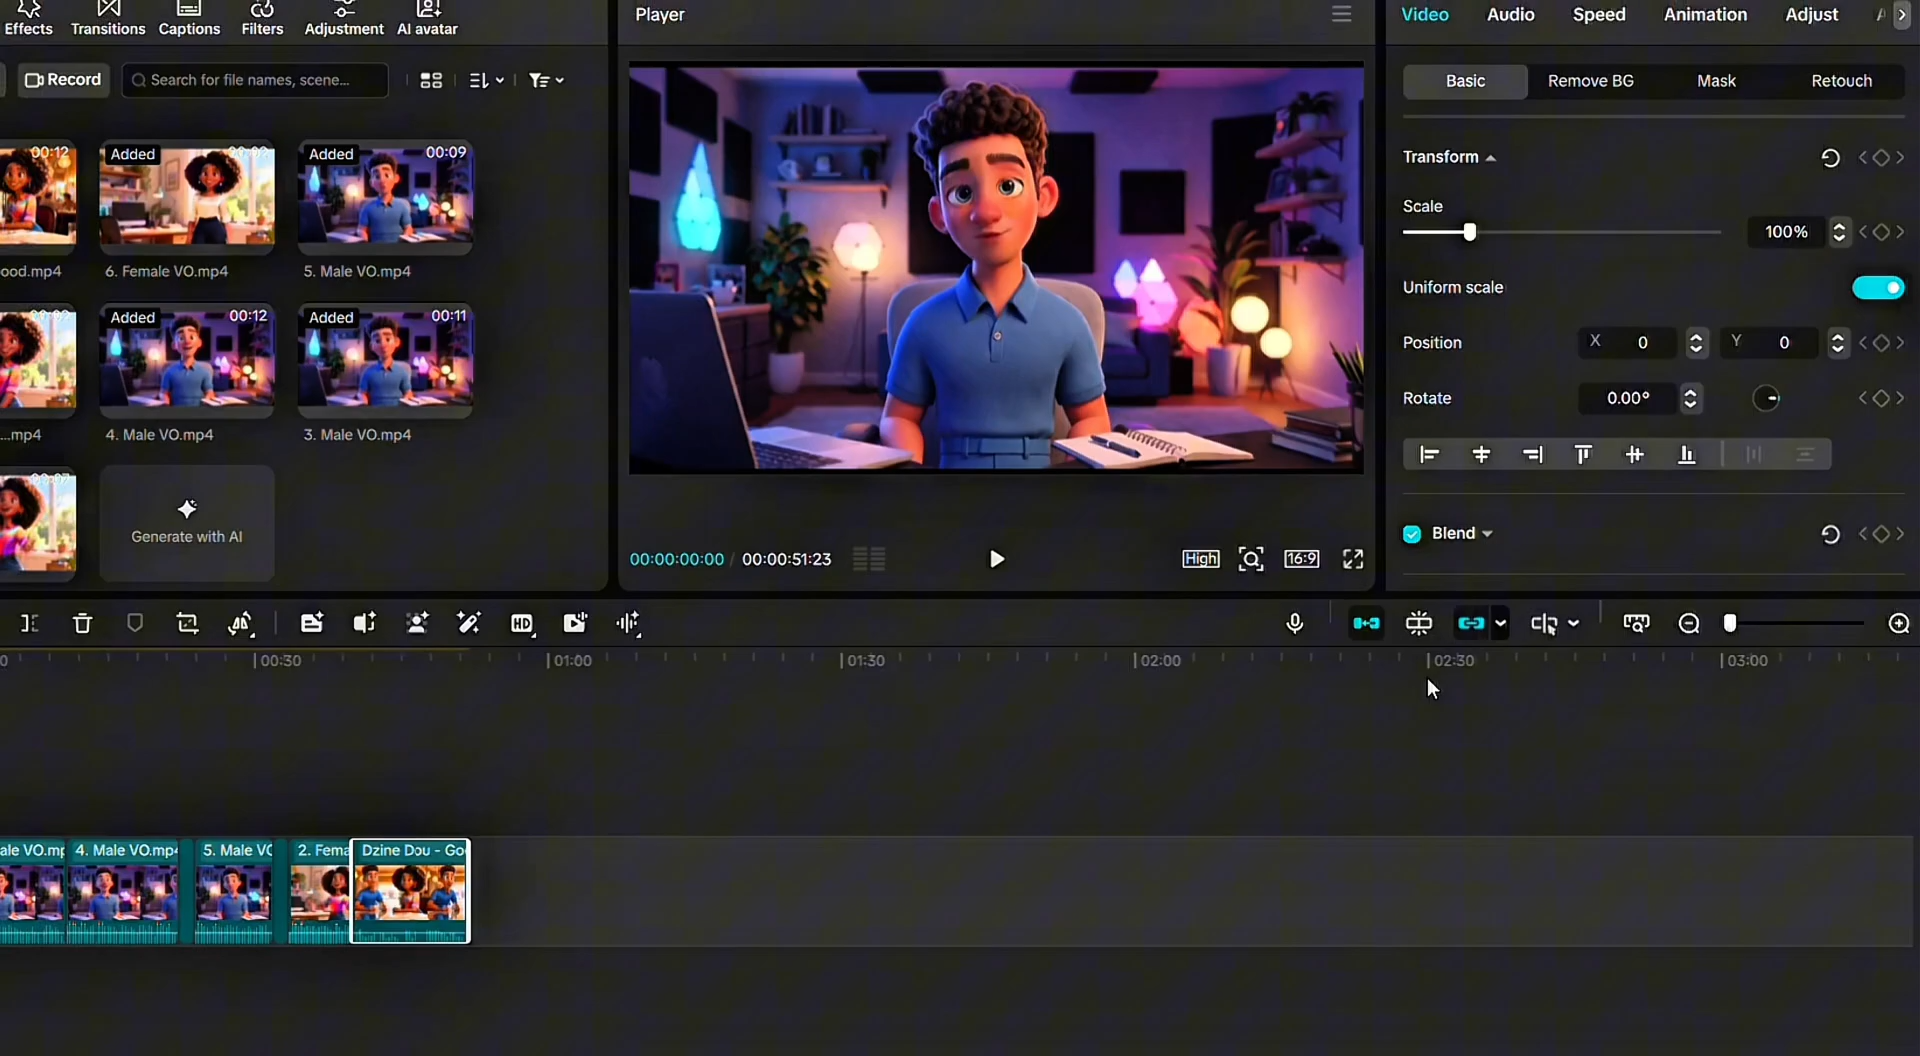 Effects Transitions Captions Filters Adjustment AI avatar
Record Search for file names, scene...
00:12
Added
Added 00:09
ood.mp4 6. Female VO.mp4 5. Male VO.mp4
Added 00:12 Added 00:11
...mp4 4. Male VO.mp4 3. Male VO.mp4
Generate with AI
Player
00:00:00:00 / 00:00:51:23
High 16:9
Video Audio Speed Animation Adjust
Basic Remove BG Mask Retouch
Transform
Scale
100%
Uniform scale
Position X 0 Y 0
Rotate 0.00°
Blend
HD
00:30 01:00 01:30 02:00 02:30 03:00
ale VO.mp 4. Male VO.mp4 5. Male VO 2. Fema Dzine Dou - Go